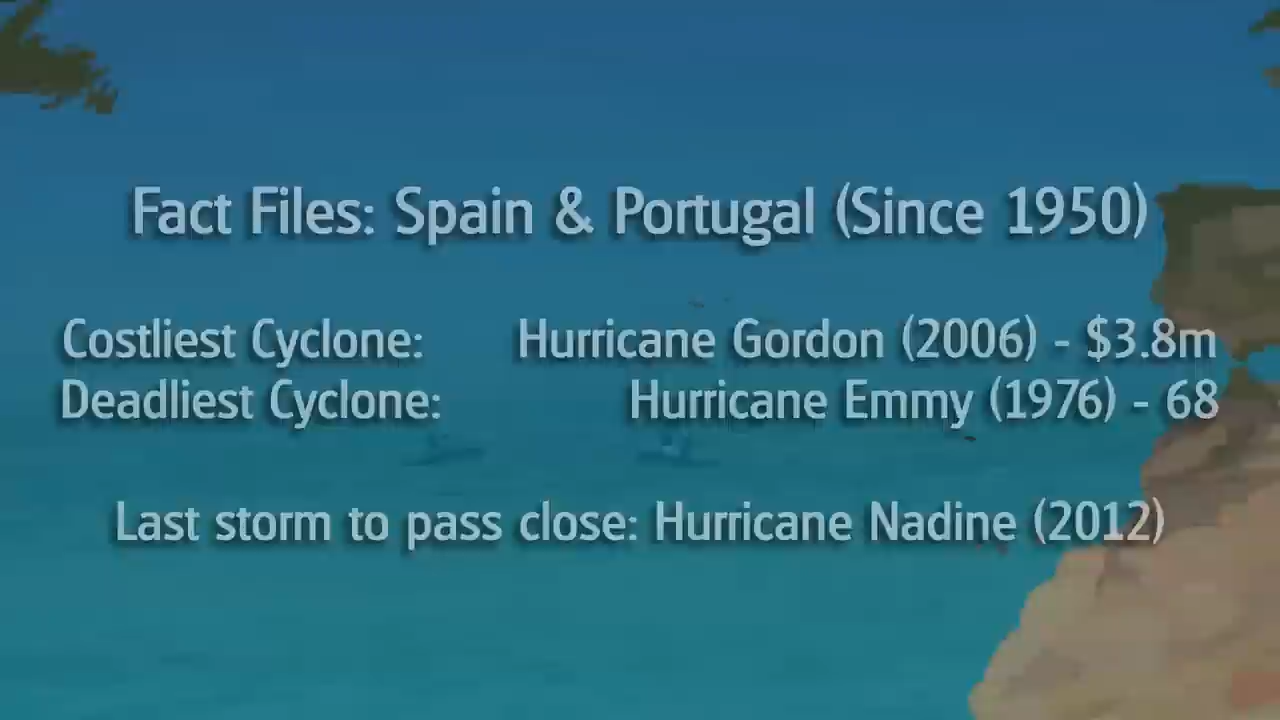 Fact Files: Spain & Portugal (Since 1950)
Costliest Cyclone: Hurricane Gordon (2006) - $3.8m
Deadliest Cyclone: Hurricane Emmy (1976) - 68
Last storm to pass close: Hurricane Nadine (2012)